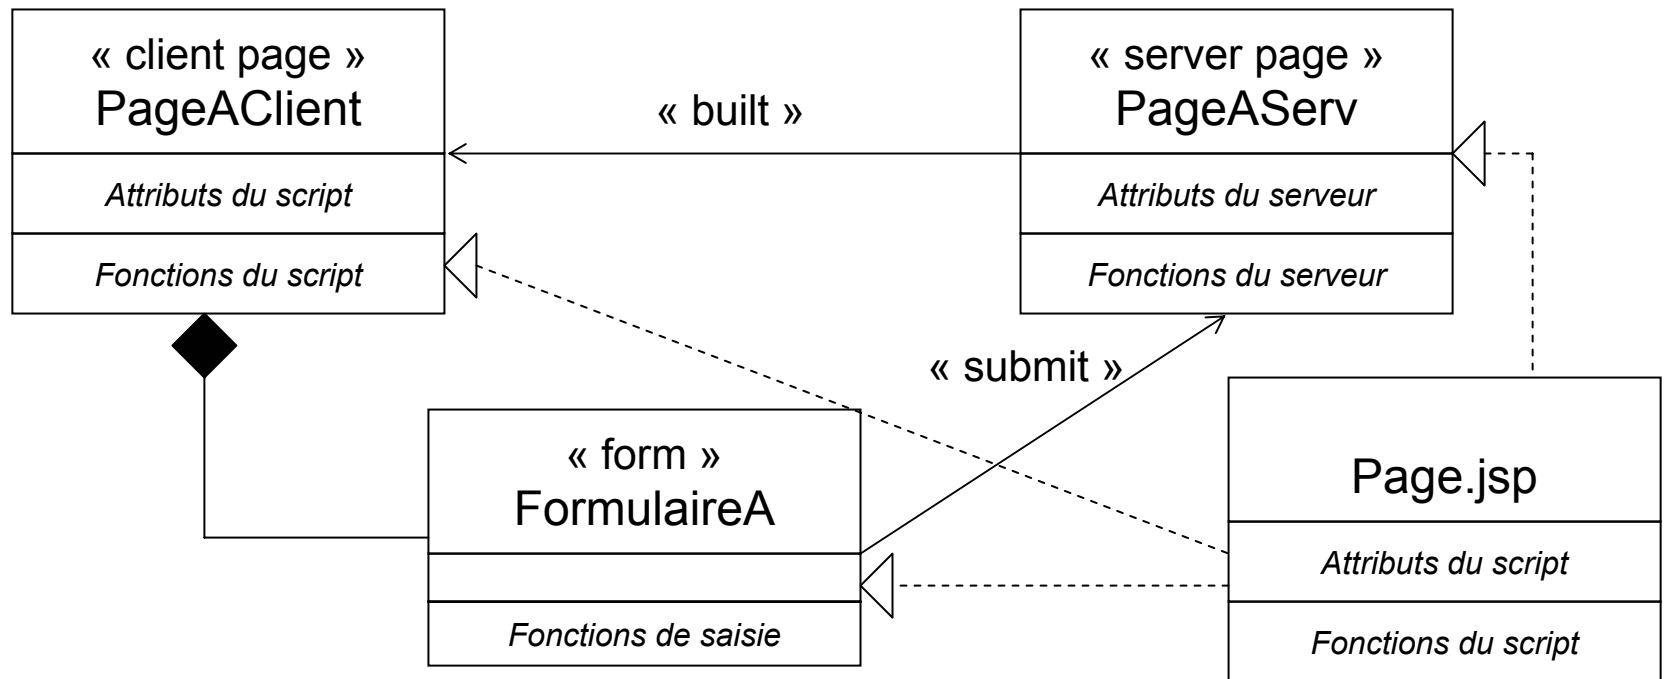 « client page »
PageAClient
Attributs du script
Fonctions du script
« built »
« server page »
PageAServ
Attributs du serveur
Fonctions du serveur
« submit »
« form »
FormulaireA
Fonctions de saisie
Page.jsp
Attributs du script
Fonctions du script